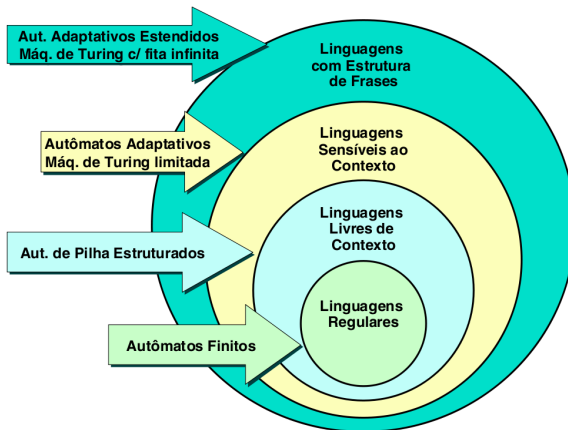 Aut. Adaptativos Estendidos
Máq. de Turing c/ fita infinita
Linguagens
com Estrutura
de Frases
Autômatos Adaptativos
Máq. de Turing limitada
Linguagens
Sensíveis ao
Contexto
Aut. de Pilha Estruturados
Linguagens
Livres de
Contexto
Autômatos Finitos
Linguagens
Regulares